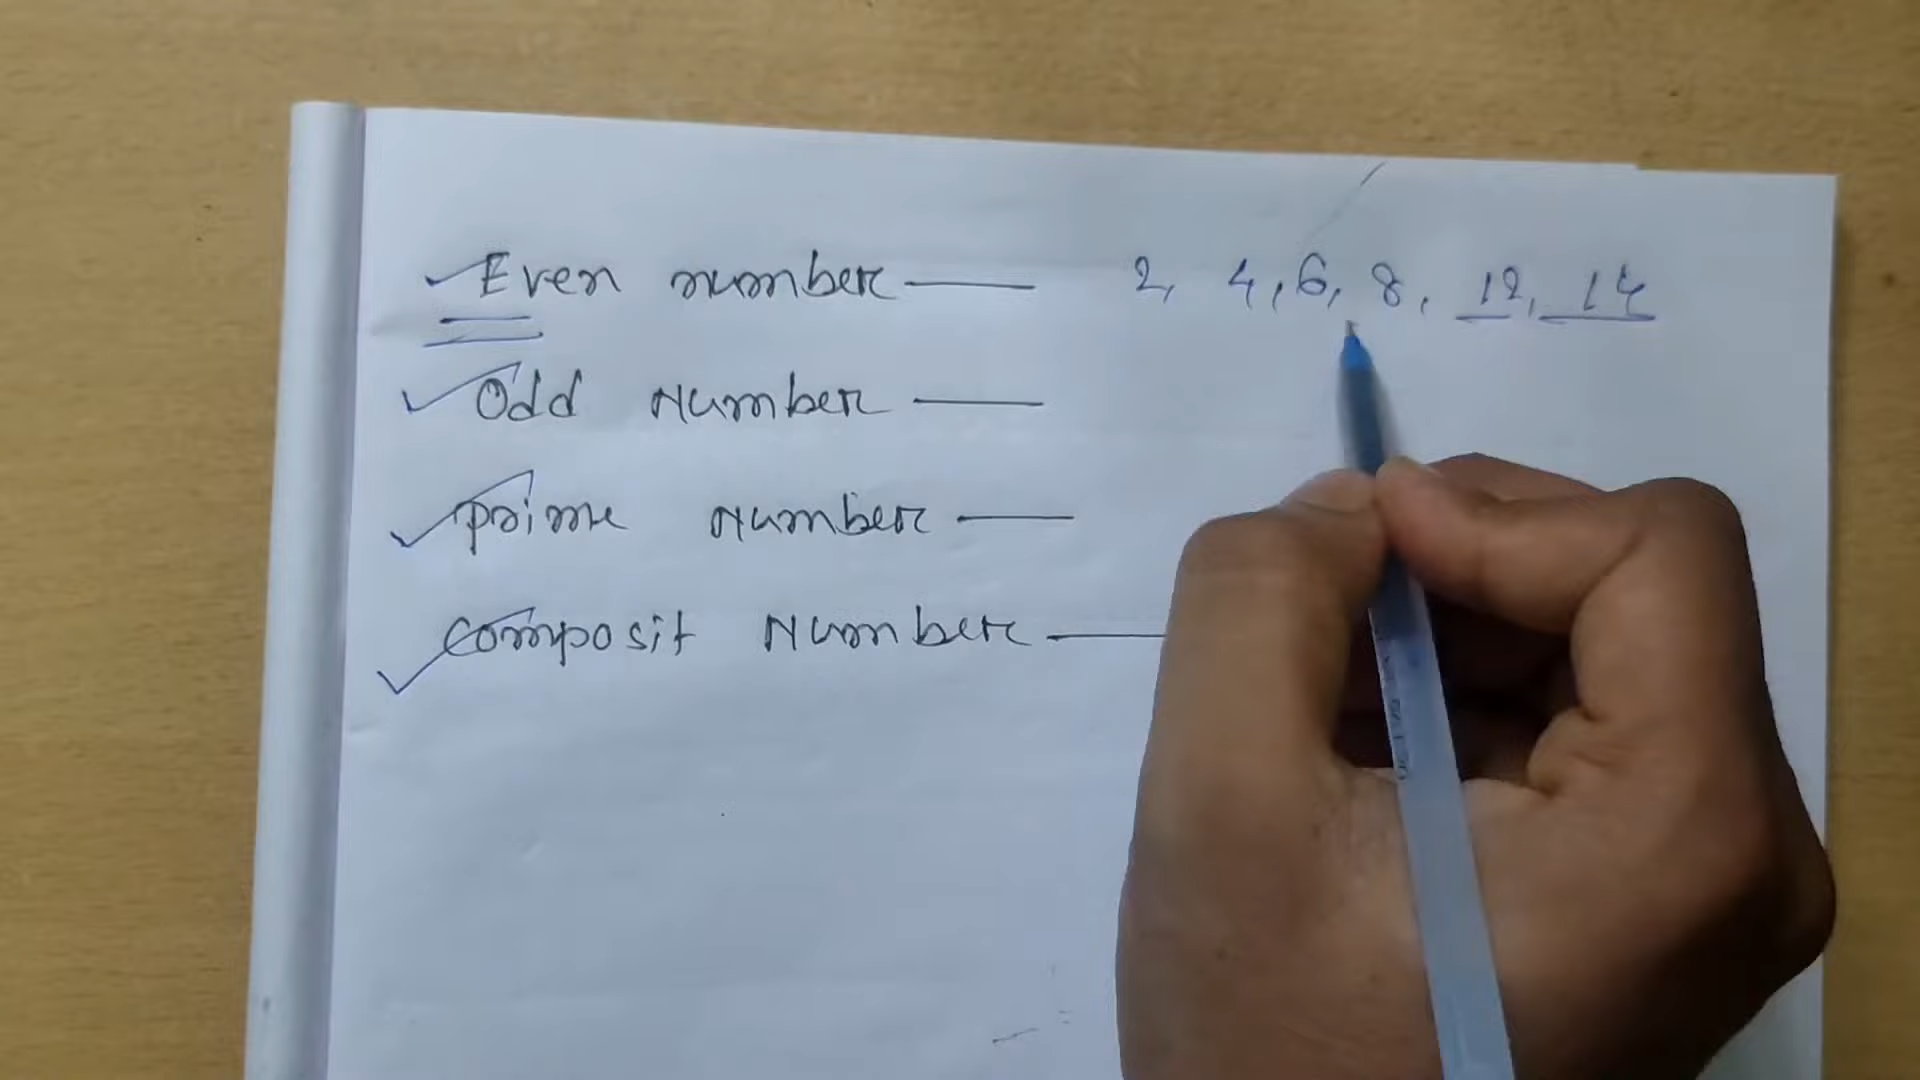 Even number — 2, 4, 6, 8, 12, 14
Odd Number —
prime Number —
composit Number —